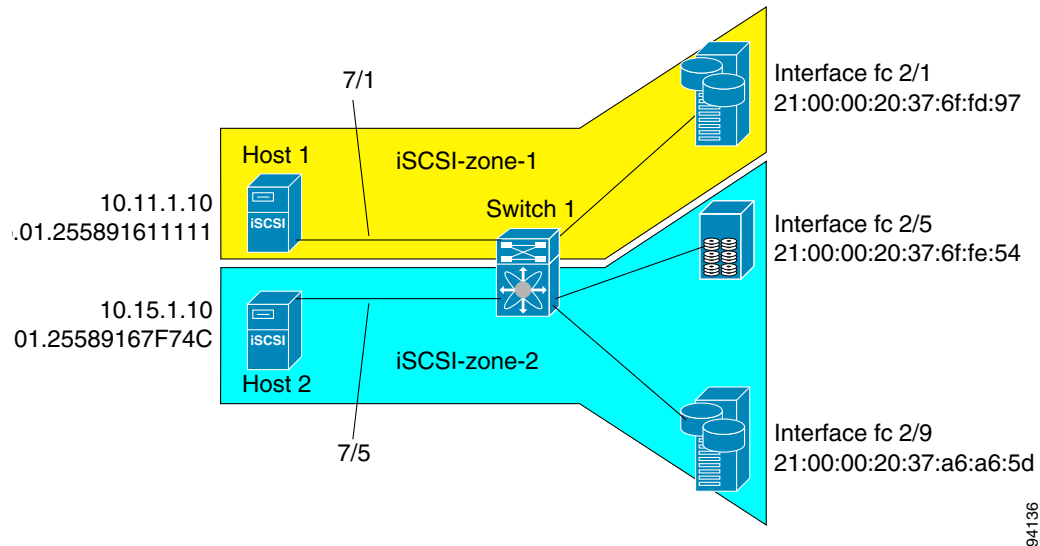 7/1
Interface fc 2/1
21:00:00:20:37:6f:fd:97
Host 1
iSCSI-zone-1
10.11.1.10
.01.255891611111
iSCSI
Switch 1
Interface fc 2/5
21:00:00:20:37:6f:fe:54
10.15.1.10
01.25589167F74C
iSCSI
iSCSI-zone-2
Host 2
7/5
Interface fc 2/9
21:00:00:20:37:a6:a6:5d
94136